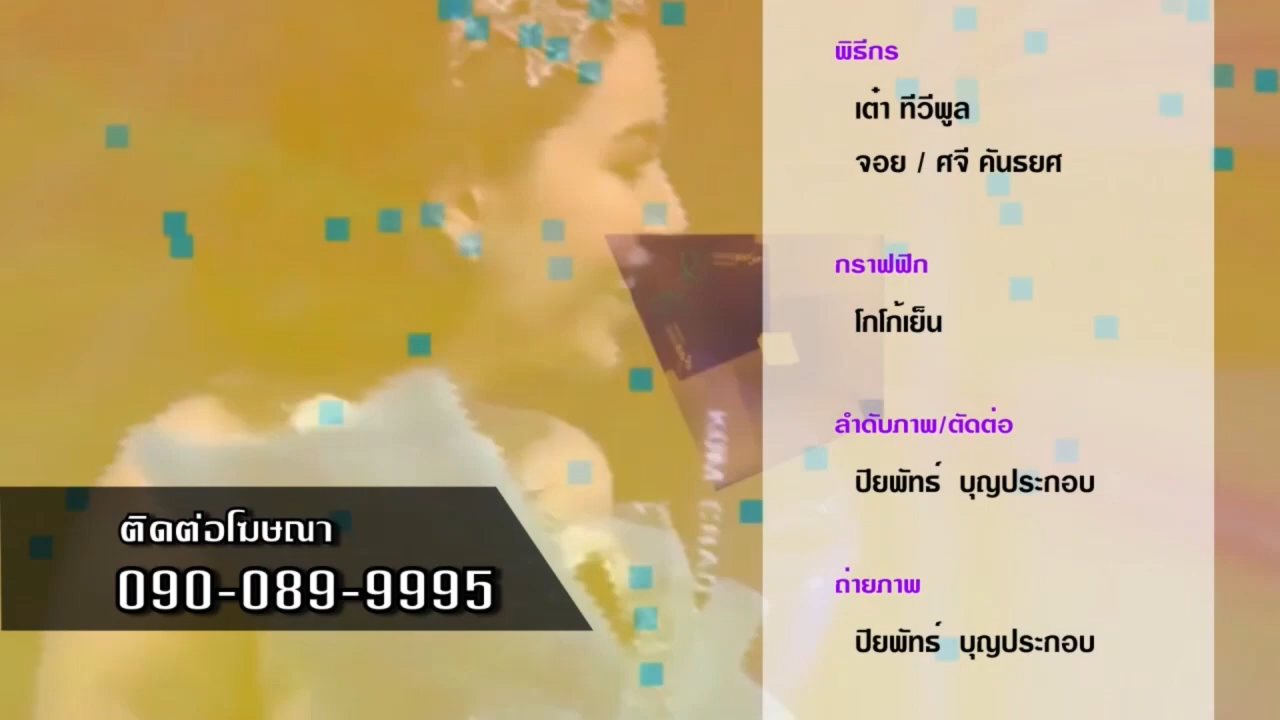 พิธีกร
เต๋า ทีวีพูล
จอย / ศจี คันธยศ
กราฟฟิก
โกโก้เย็น
ลำดับภาพ/ตัดต่อ
ปิยพัทธ์ บุญประกอบ
ถ่ายภาพ
ปิยพัทธ์ บุญประกอบ
ติดต่อโฆษณา
090-089-9995